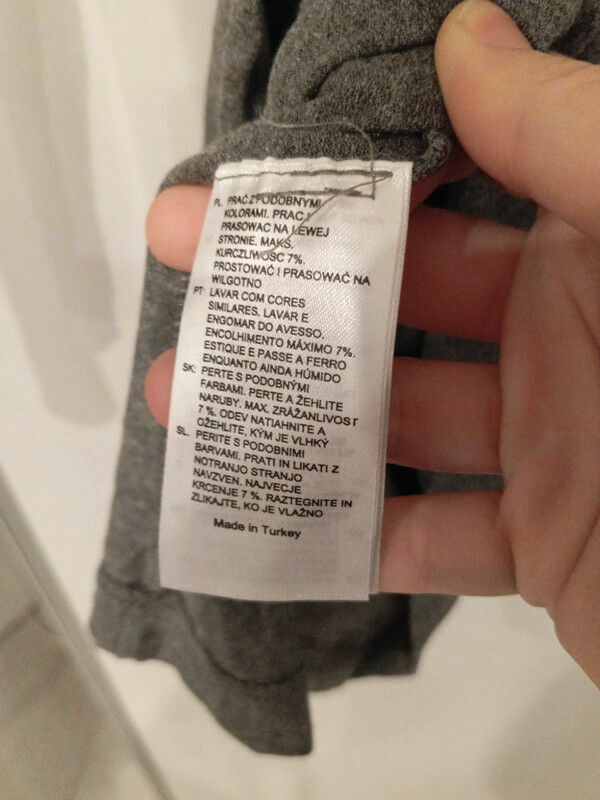 PL: PRAĆ Z PODOBNYMI
KOLORAMI. PRAĆ I
PRASOWAĆ NA LEWEJ
STRONIE. MAKS.
KURCZLIWOŚĆ 7%.
PROSTOWAĆ I PRASOWAĆ NA
WILGOTNO
PT: LAVAR COM CORES
SIMILARES. LAVAR E
ENGOMAR DO AVESSO.
ENCOLHIMENTO MÁXIMO 7%.
ESTIQUE E PASSE A FERRO
ENQUANTO AINDA HÚMIDO
SK: PERTE S PODOBNÝMI
FARBAMI. PERTE A ŽEHLITE
NARUBY. MAX. ZRÁŽANLIVOSŤ
7 %. ODEV NATIAHNITE A
OŽEHLITE, KÝM JE VLHKÝ
SL: PERITE S PODOBNIMI
BARVAMI. PRATI IN LIKATI Z
NOTRANJO STRANJO
NAVZVEN. NAJVECJE
KRCENJE 7 %. RAZTEGNITE IN
ZLIKAJTE, KO JE VLAŽNO
Made in Turkey